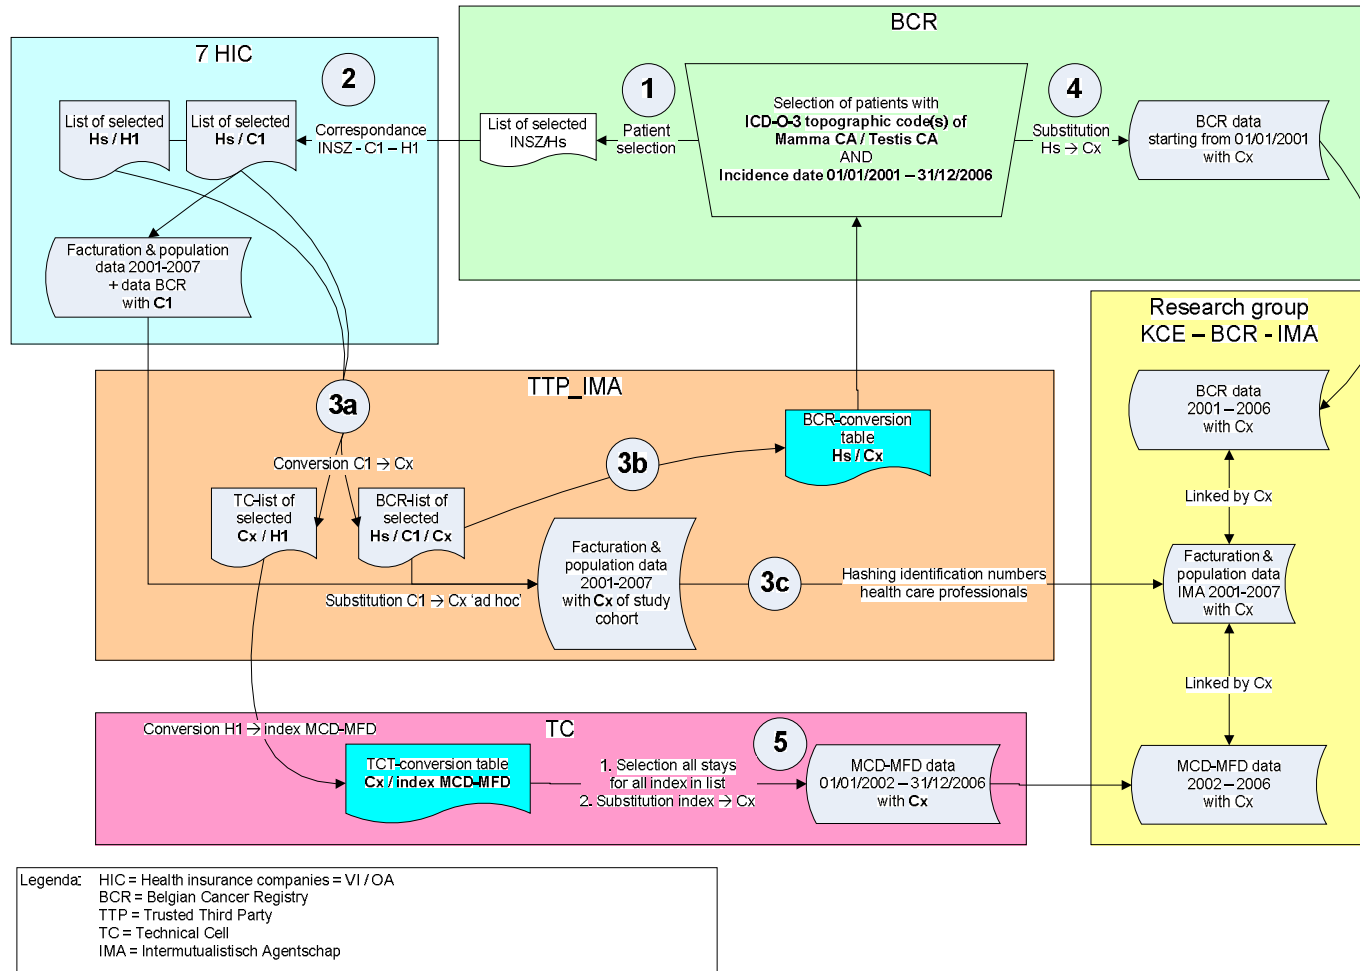 BCR
7 HIC
2
1
4
List of selected
Hs / H1
List of selected
Hs / C1
Correspondance
INSZ - C1 – H1
List of selected
INSZ/Hs
Patient
selection
Selection of patients with
ICD-O-3 topographic code(s) of
Mamma CA / Testis CA
AND
Incidence date 01/01/2001 – 31/12/2006
Substitution
Hs → Cx
BCR data
starting from 01/01/2001
with Cx
Facturation & population
data 2001-2007
+ data BCR
with C1
Research group
KCE – BCR - IMA
TTP_IMA
3a
BCR data
2001 – 2006
with Cx
BCR-conversion
table
Hs / Cx
Conversion C1 → Cx
3b
Linked by Cx
TC-list of
selected
Cx / H1
BCR-list of
selected
Hs / C1 / Cx
Facturation &
population data
2001-2007
with Cx of study
cohort
3c
Hashing identification numbers
health care professionals
Facturation &
population data
IMA 2001-2007
with Cx
Substitution C1 → Cx ‘ad hoc’
Linked by Cx
Conversion H1 → index MCD-MFD
TC
5
TCT-conversion table
Cx / index MCD-MFD
1. Selection all stays
for all index in list
2. Substitution index → Cx
MCD-MFD data
01/01/2002 – 31/12/2006
with Cx
MCD-MFD data
2002 – 2006
with Cx
Legenda: HIC = Health insurance companies = VI / OA
BCR = Belgian Cancer Registry
TTP = Trusted Third Party
TC = Technical Cell
IMA = Intermutualistisch Agentschap